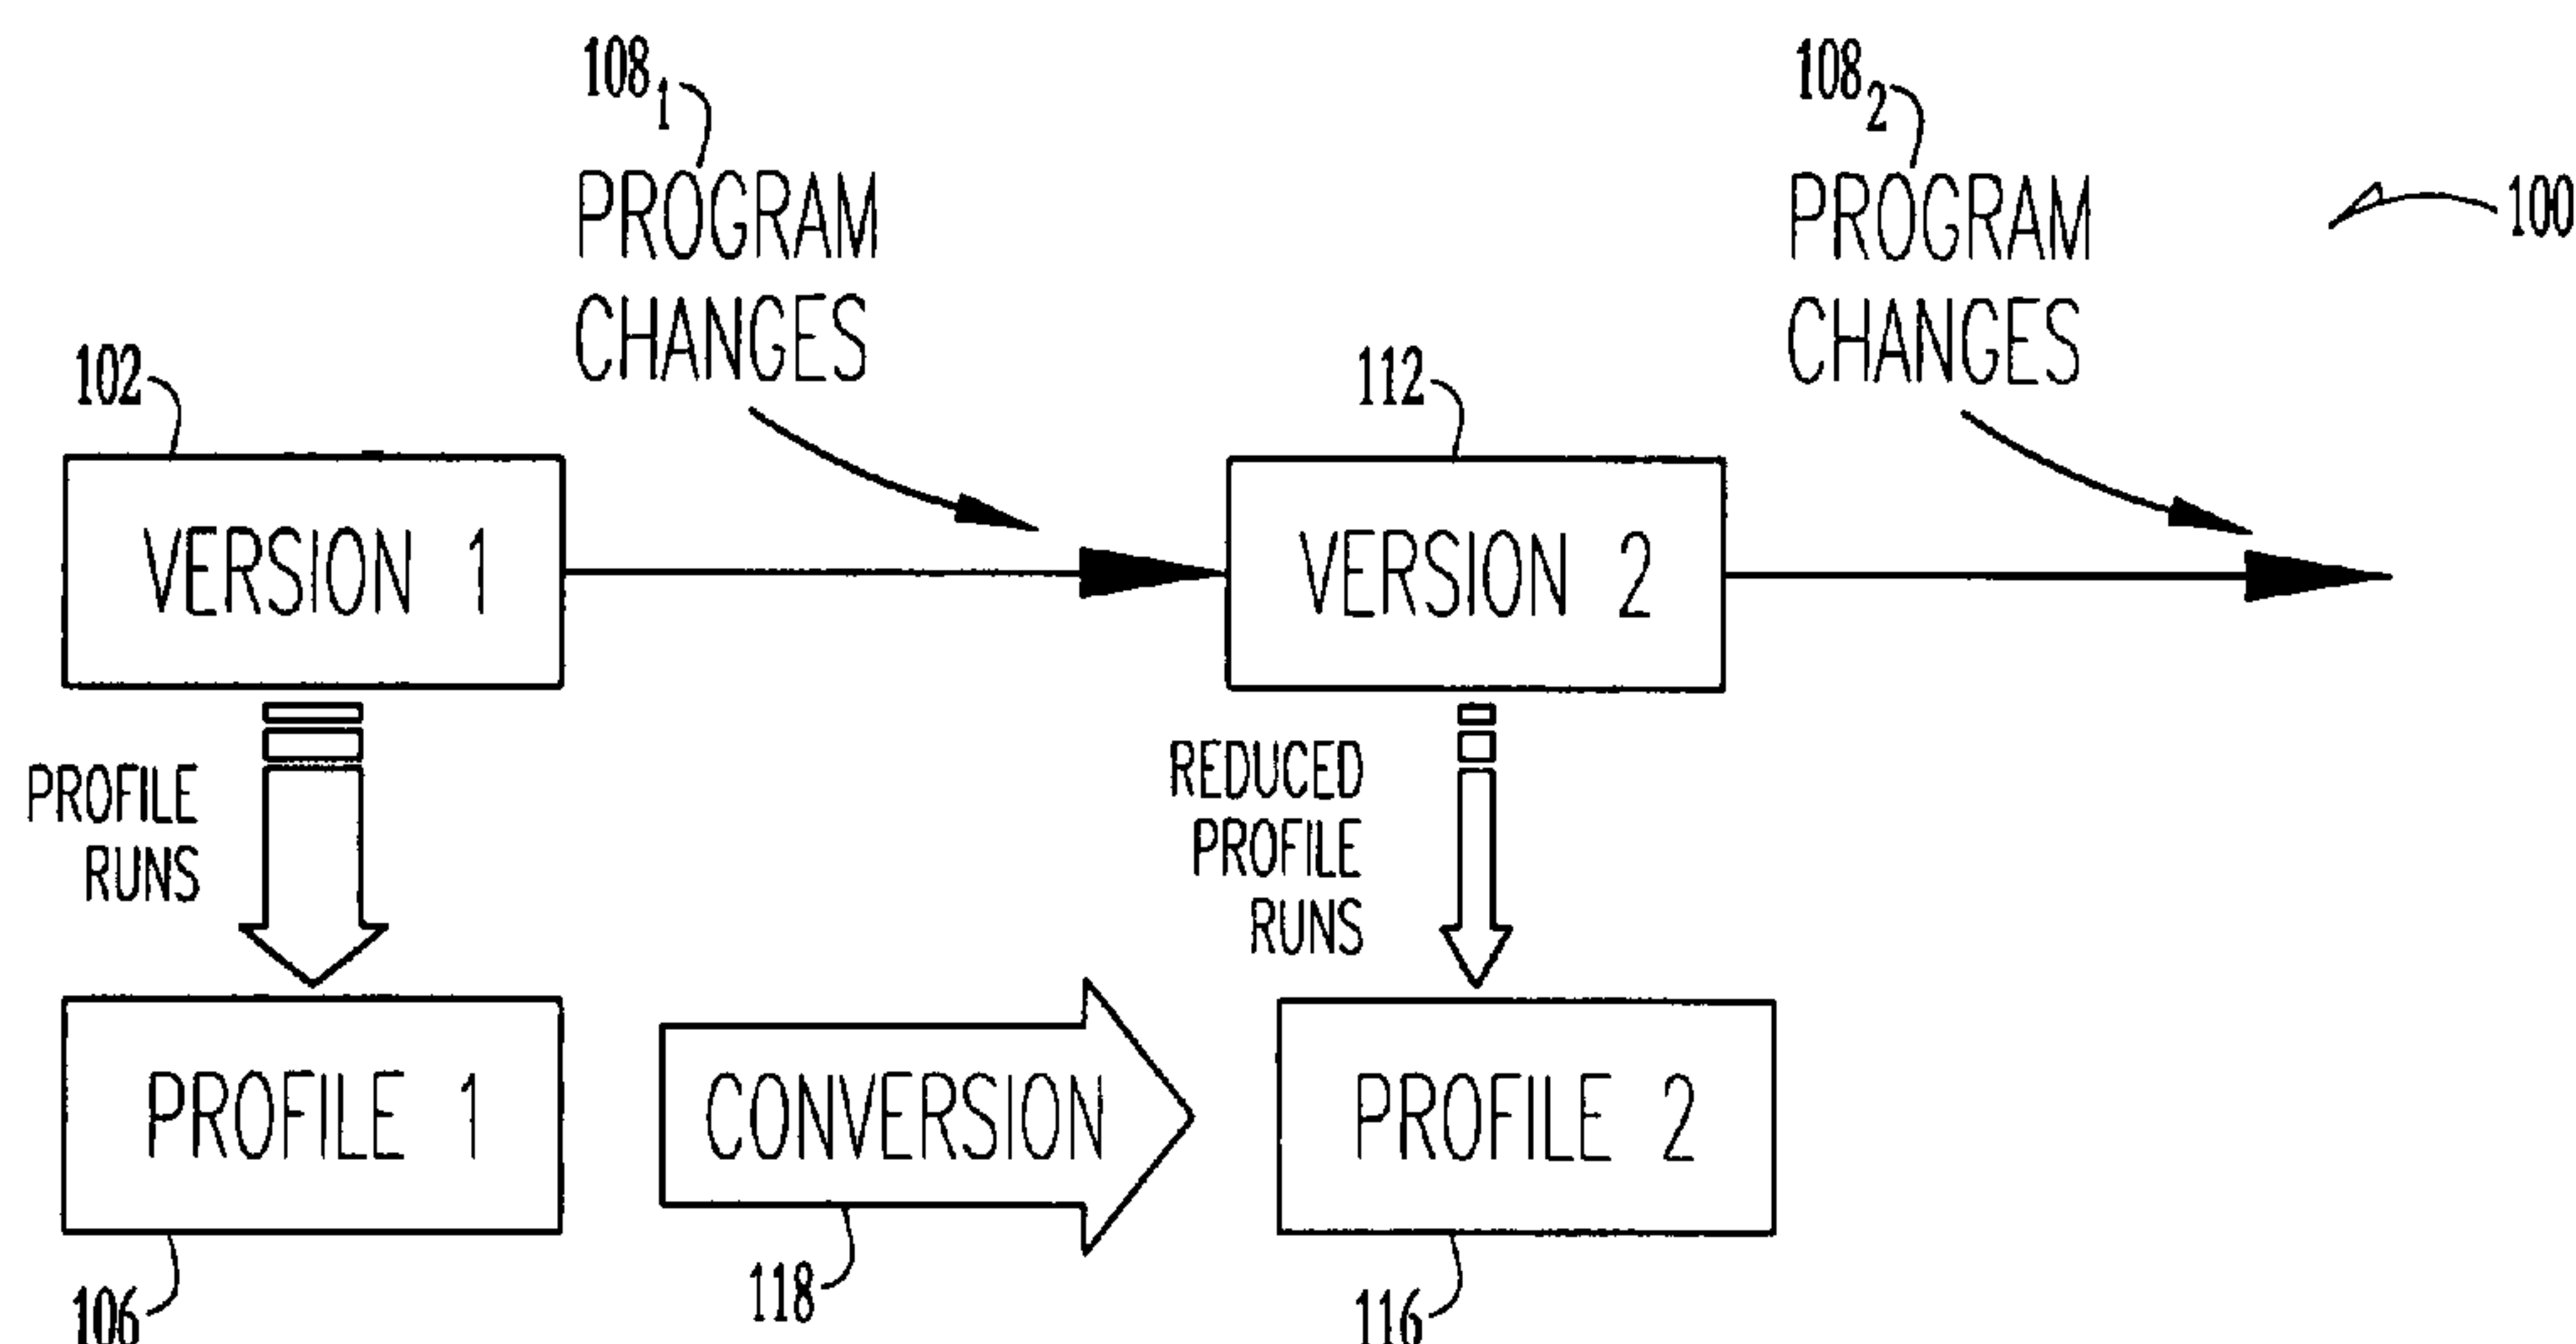 108₁
PROGRAM
CHANGES
108₂
PROGRAM
CHANGES
100
102
VERSION 1
112
VERSION 2
PROFILE
RUNS
REDUCED
PROFILE
RUNS
PROFILE 1
CONVERSION
PROFILE 2
106
118
116